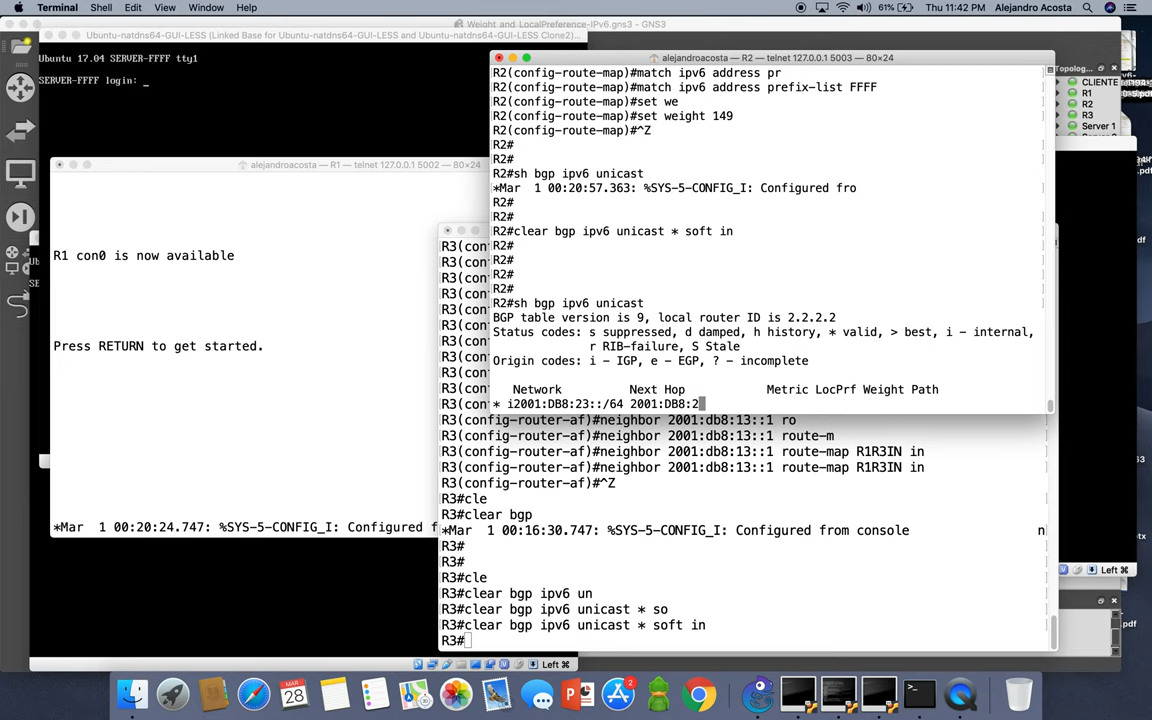 Terminal Shell Edit View Window Help
61% Tue 11:42 PM Alejandro Acosta
Weight and LocalPreference-IPv6.gns3 — GNS3
Ubuntu-natdns64-GUI-LESS (Linked Base for Ubuntu-natdns64-GUI-LESS and Ubuntu-natdns64-GUI-LESS Clone2)...
Ubuntu 17.04 SERVER-FFFF tty1
SERVER-FFFF login: _
alejandroacosta — R1 — telnet 127.0.0.1 5002 — 80×24
R1 con0 is now available
Press RETURN to get started.
*Mar  1 00:20:24.747: %SYS-5-CONFIG_I: Configured f
alejandroacosta — R2 — telnet 127.0.0.1 5003 — 80×24
R2(config-route-map)#match ipv6 address pr
R2(config-route-map)#match ipv6 address prefix-list FFFF
R2(config-route-map)#set we
R2(config-route-map)#set weight 149
R2(config-route-map)#^Z
R2#
R2#
R2#sh bgp ipv6 unicast
*Mar  1 00:20:57.363: %SYS-5-CONFIG_I: Configured fro
R2#
R2#
R2#clear bgp ipv6 unicast * soft in
R2#
R2#
R2#
R2#
R2#sh bgp ipv6 unicast
BGP table version is 9, local router ID is 2.2.2.2
Status codes: s suppressed, d damped, h history, * valid, > best, i - internal,
r RIB-failure, S Stale
Origin codes: i - IGP, e - EGP, ? - incomplete
Network Next Hop Metric LocPrf Weight Path
* i2001:DB8:23::/64 2001:DB8:2
R3(con
R3(con
R3(con
R3(con
R3(con
R3(con
R3(con
R3(con
R3(con
R3(con
R3(con
R3(config-router-af)#neighbor 2001:db8:13::1 ro
R3(config-router-af)#neighbor 2001:db8:13::1 route-m
R3(config-router-af)#neighbor 2001:db8:13::1 route-map R1R3IN in
R3(config-router-af)#neighbor 2001:db8:13::1 route-map R1R3IN in
R3(config-router-af)#^Z
R3#cle
R3#clear bgp
*Mar  1 00:16:30.747: %SYS-5-CONFIG_I: Configured from console n
R3#
R3#
R3#cle
R3#clear bgp ipv6 un
R3#clear bgp ipv6 unicast * so
R3#clear bgp ipv6 unicast * soft in
R3#
Topolog...
CLIENTE
R1
R2
R3
Server 1
Left ⌘
Left ⌘
MAR
28
2